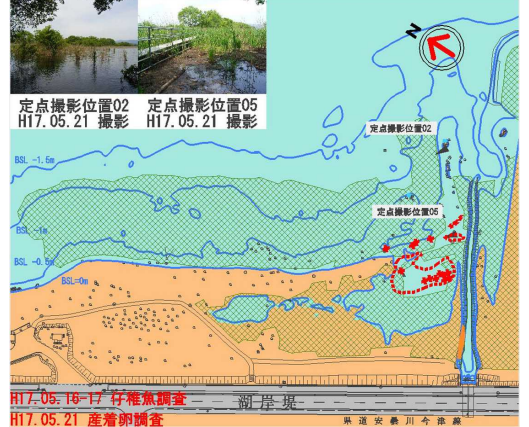 定点撮影位置02
H17.05.21 撮影
定点撮影位置05
H17.05.21 撮影
N
定点撮影位置02
BSL -1.5m
定点撮影位置05
BSL -1m
BSL -0.5m
BSL=0m
H17.05.16-17 仔稚魚調査
湖岸堤
H17.05.21 産着卵調査
県道安曇川今津線